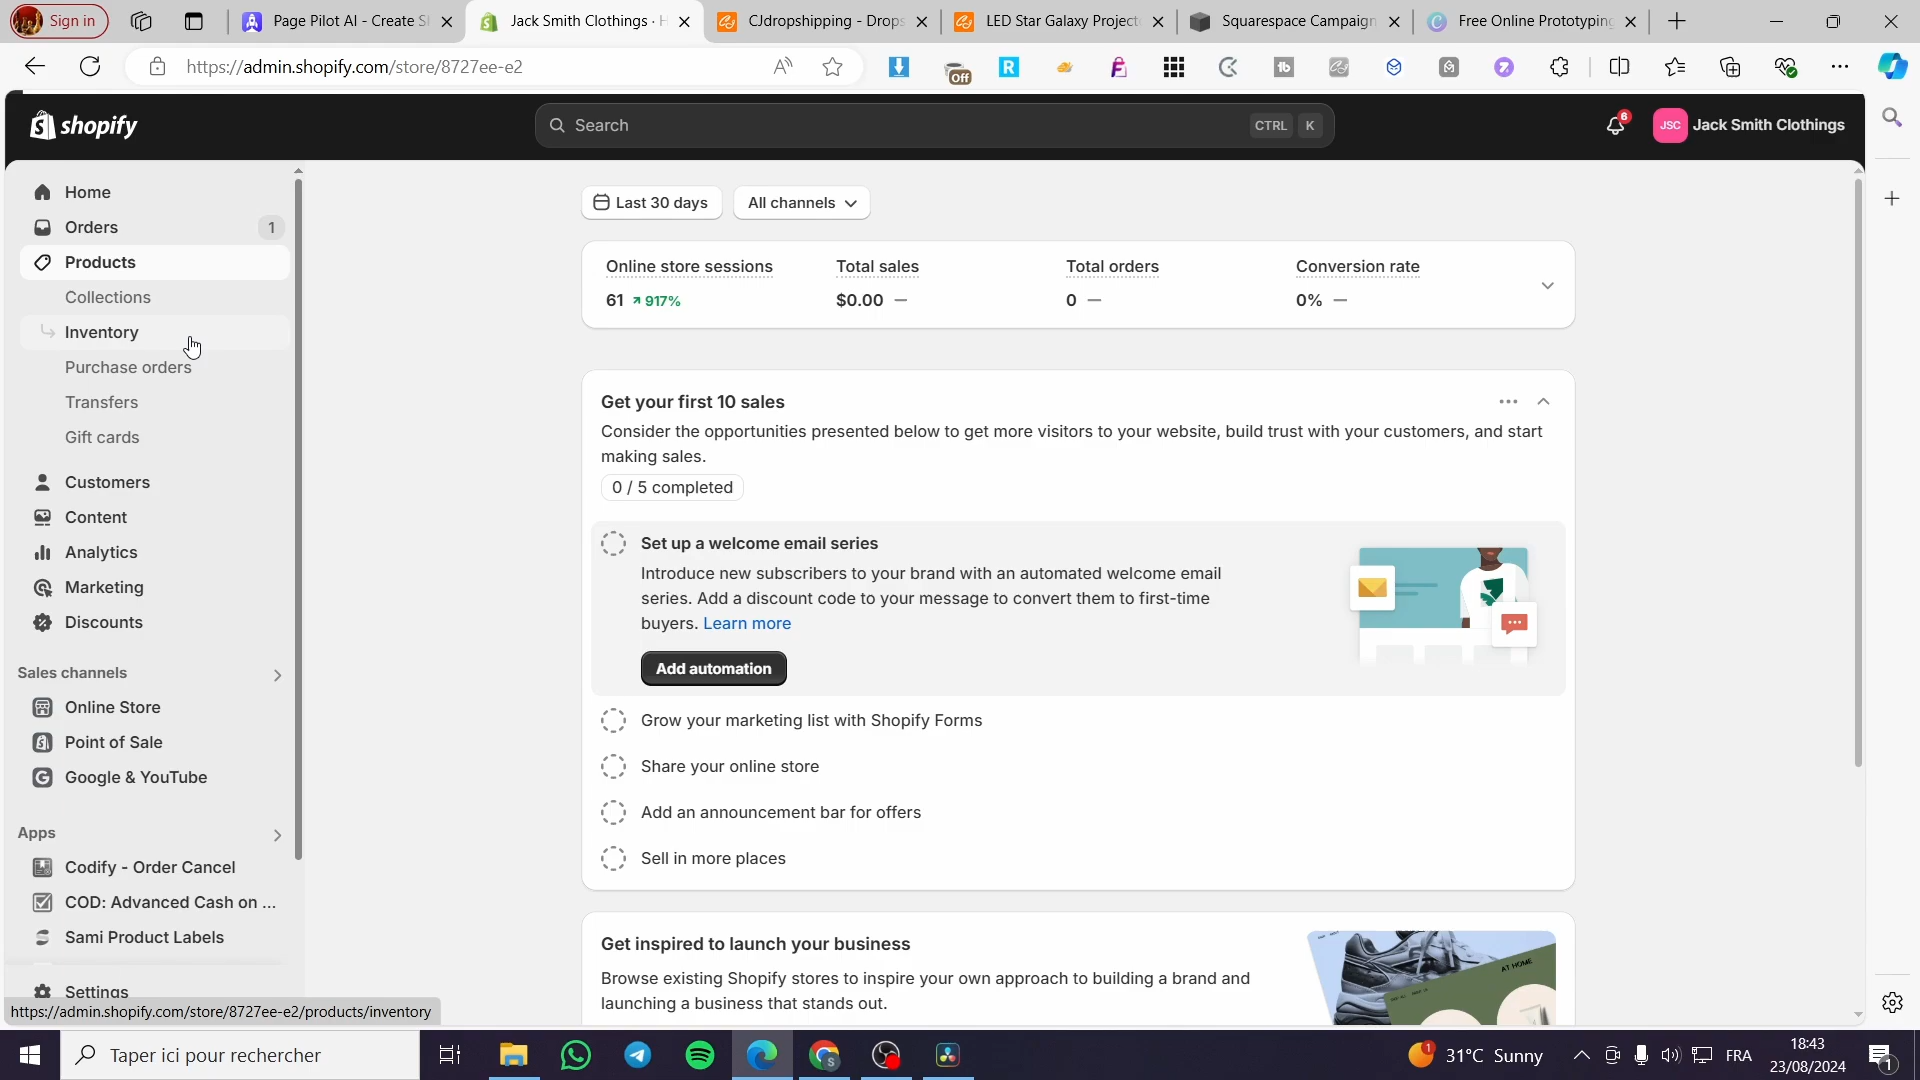 Sign in
Page Pilot AI - Create S
Jack Smith Clothings · H
CJdropshipping - Drops
LED Star Galaxy Project
Squarespace Campaign
Free Online Prototyping
https://admin.shopify.com/store/8727ee-e2
Off
shopify
Search
CTRL K
6
JSC
Jack Smith Clothings
Home
Orders 1
Products
Collections
Inventory
Purchase orders
Transfers
Gift cards
Customers
Content
Analytics
Marketing
Discounts
Sales channels
Online Store
Point of Sale
Google & YouTube
Apps
Codify - Order Cancel
COD: Advanced Cash on ...
Sami Product Labels
Settings
https://admin.shopify.com/store/8727ee-e2/products/inventory
Last 30 days
All channels
Online store sessions
61 917%
Total sales
$0.00 —
Total orders
0 —
Conversion rate
0% —
Get your first 10 sales
Consider the opportunities presented below to get more visitors to your website, build trust with your customers, and start
making sales.
0 / 5 completed
Set up a welcome email series
Introduce new subscribers to your brand with an automated welcome email
series. Add a discount code to your message to convert them to first-time
buyers. Learn more
Add automation
Grow your marketing list with Shopify Forms
Share your online store
Add an announcement bar for offers
Sell in more places
Get inspired to launch your business
Browse existing Shopify stores to inspire your own approach to building a brand and
launching a business that stands out.
AT HOME
Taper ici pour rechercher
1
31°C Sunny
FRA
18:43
23/08/2024
1